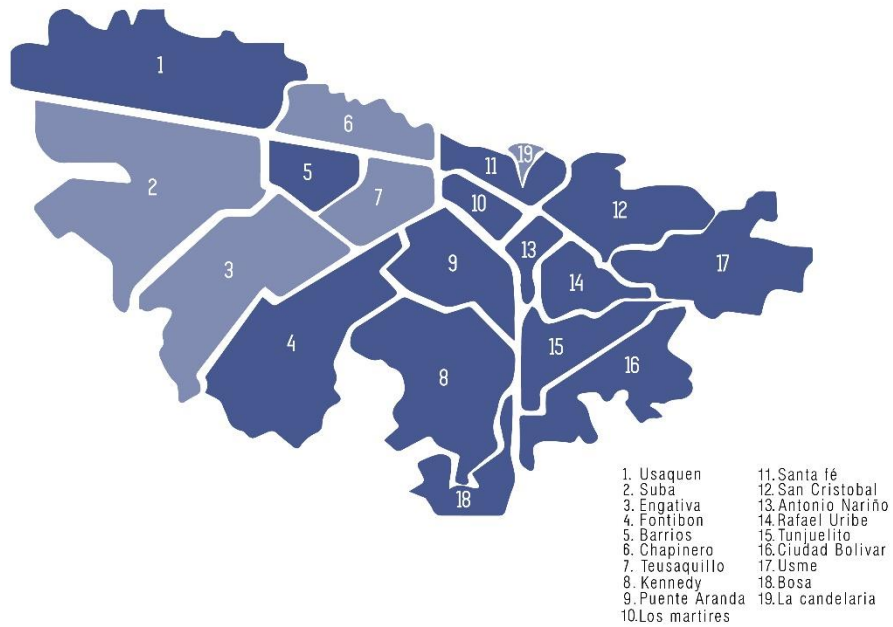 1
6
19
5
11
2
7
10
12
13
3
9
17
14
4
15
8
16
18
1. Usaquen
2. Suba
3. Engativa
4. Fontibon
5. Barrios
6. Chapinero
7. Teusaquillo
8. Kennedy
9. Puente Aranda
10. Los martires
11. Santa fé
12. San Cristobal
13. Antonio Nariño
14. Rafael Uribe
15. Tunjuelito
16. Ciudad Bolivar
17. Usme
18. Bosa
19. La candelaria